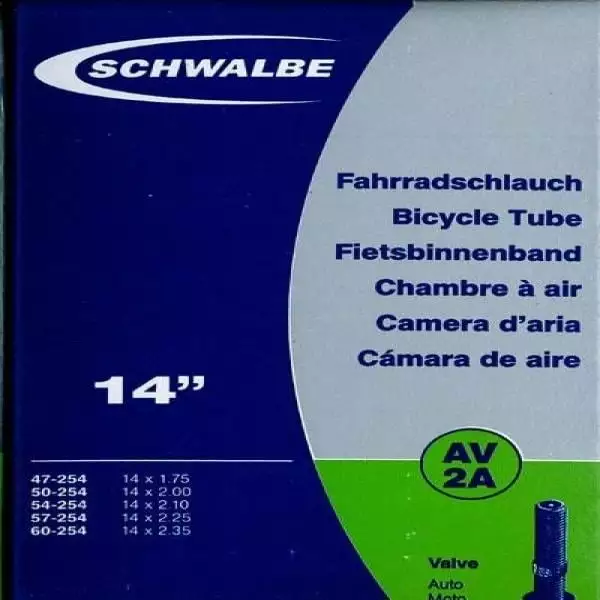 SCHWALBE
Fahrradschlauch
Bicycle Tube
Fietsbinnenband
Chambre à air
Camera d'aria
Cámara de aire
14”
47-254 14 x 1.75
50-254 14 x 2.00
54-254 14 x 2.10
57-254 14 x 2.25
60-254 14 x 2.35
AV
2A
Valve
Auto
Moto